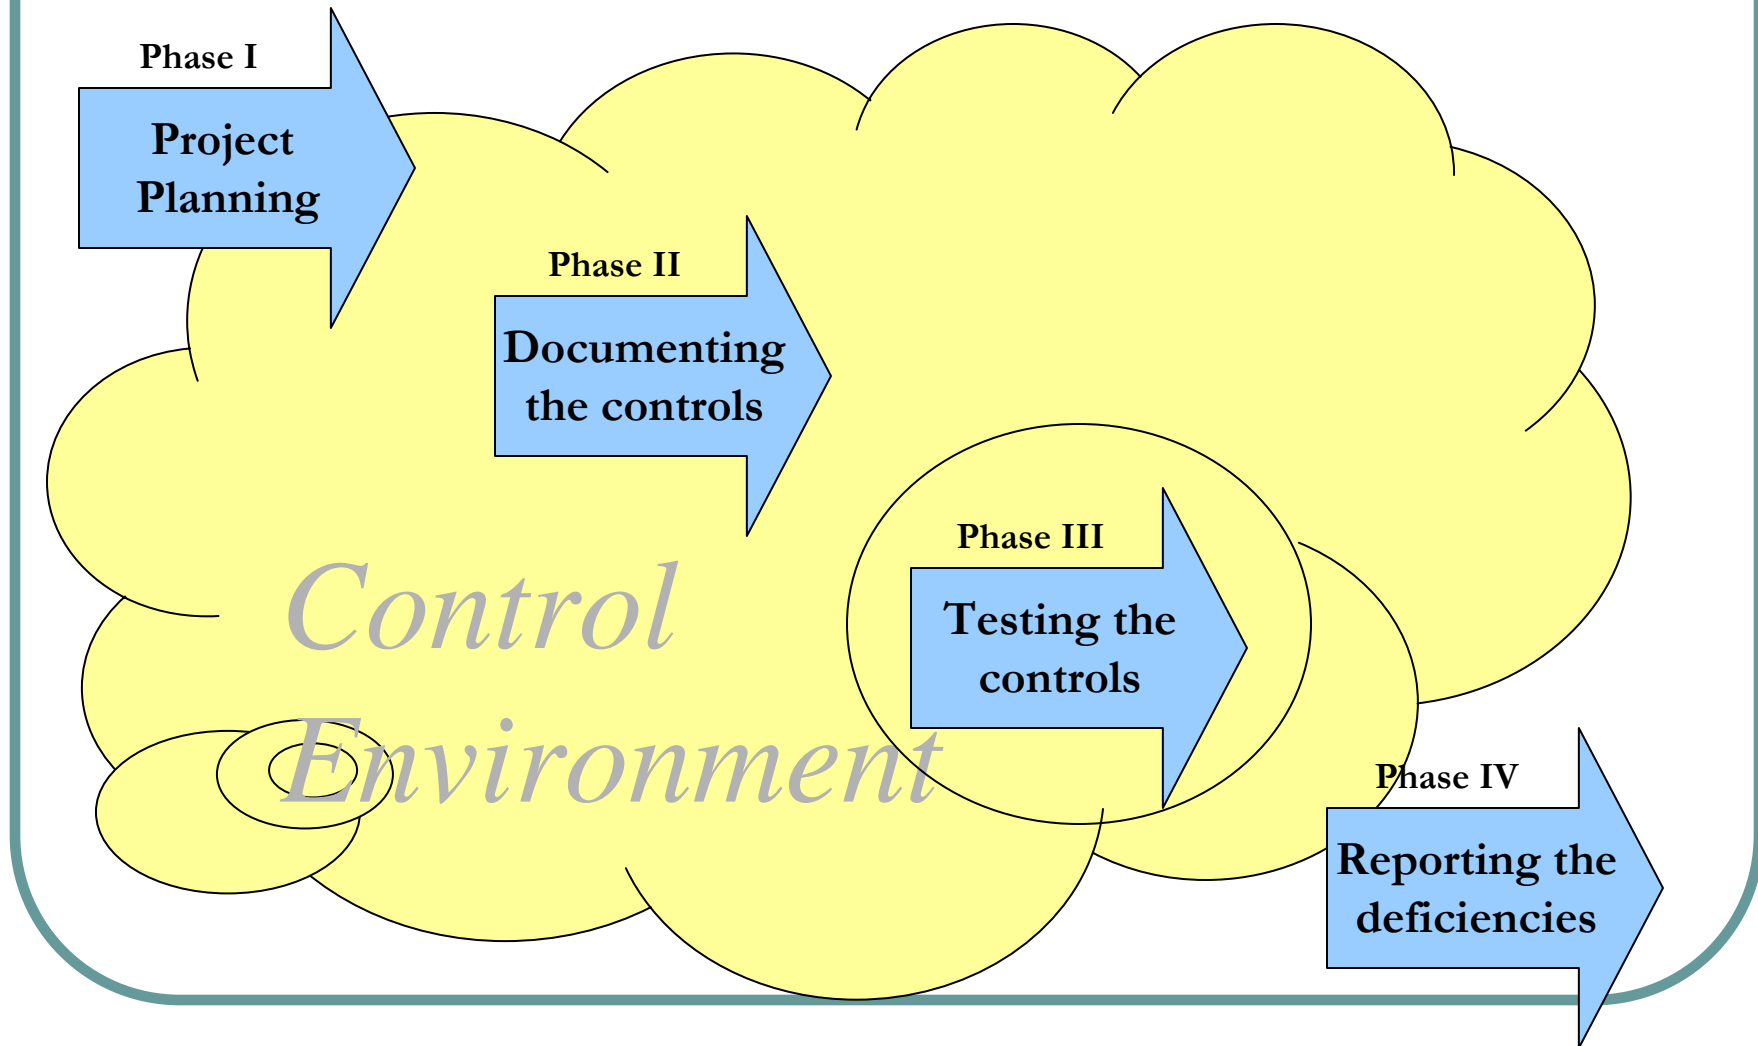 Phase I
Project
Planning
Phase II
Documenting
the controls
Phase III
Testing the
controls
Control
Environment
Phase IV
Reporting the
deficiencies